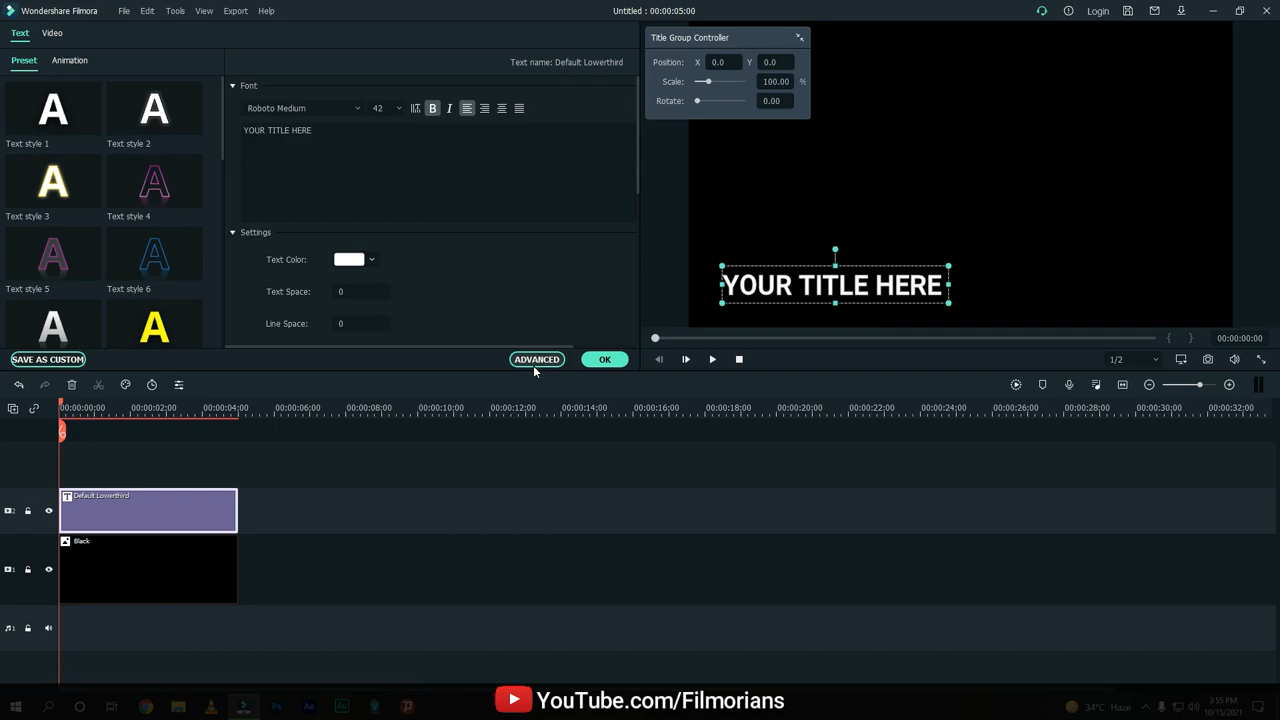 Wondershare Filmora File Edit Tools View Export Help Untitled : 00:00:05:00 Login
Text Video
Preset Animation Text name: Default Lowerthird
Text style 1 Text style 2
Text style 3 Text style 4
Text style 5 Text style 6
Font
Roboto Medium 42 B I
YOUR TITLE HERE
Settings
Text Color:
Text Space: 0
Line Space: 0
SAVE AS CUSTOM ADVANCED OK
Title Group Controller
Position: X 0.0 Y 0.0
Scale: 100.00 %
Rotate: 0.00
YOUR TITLE HERE
00:00:00:00
1/2
00:00:00:00 00:00:02:00 00:00:04:00 00:00:06:00 00:00:08:00 00:00:10:00 00:00:12:00 00:00:14:00 00:00:16:00 00:00:18:00 00:00:20:00 00:00:22:00 00:00:24:00 00:00:26:00 00:00:28:00 00:00:30:00 00:00:32:00
Default Lowerthird
2
Black
1
1
YouTube.com/Filmorians
34°C Haze 3:55 PM
10/15/2021